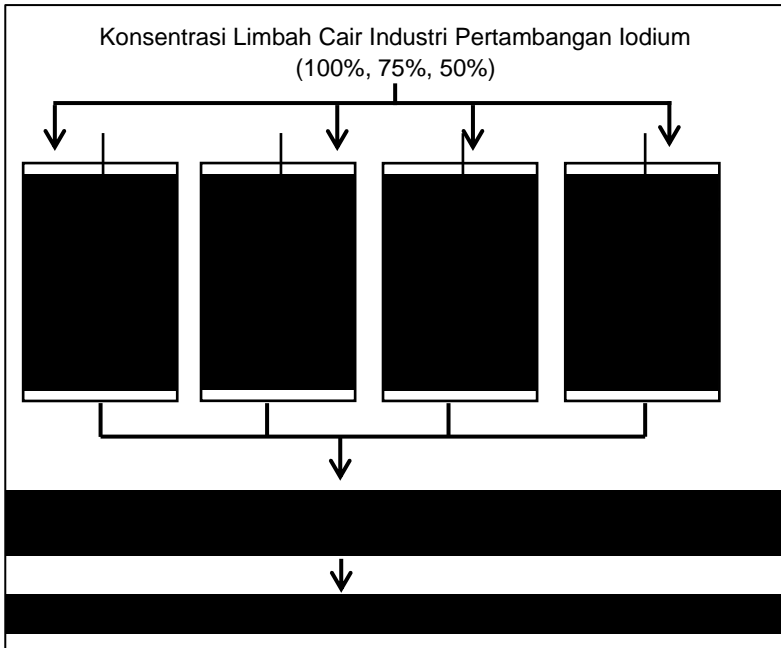 Konsentrasi Limbah Cair Industri Pertambangan Iodium
(100%, 75%, 50%)